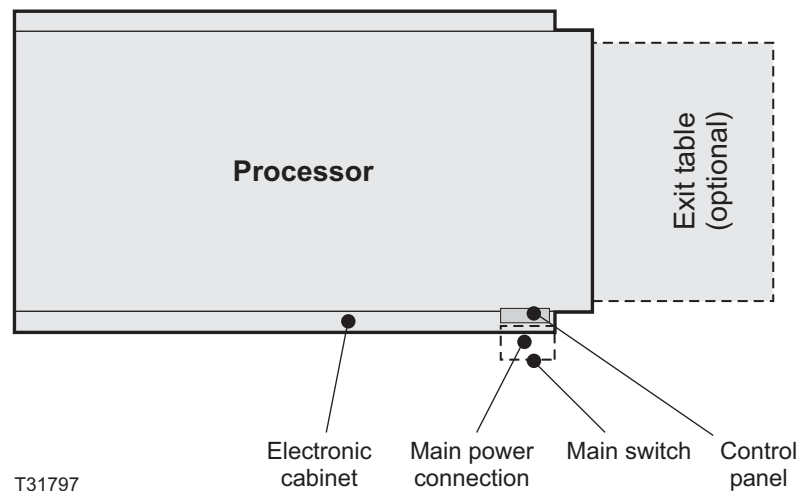 Processor
Exit table
(optional)
Electronic
cabinet
Main power
connection
Main switch
Control
panel
T31797